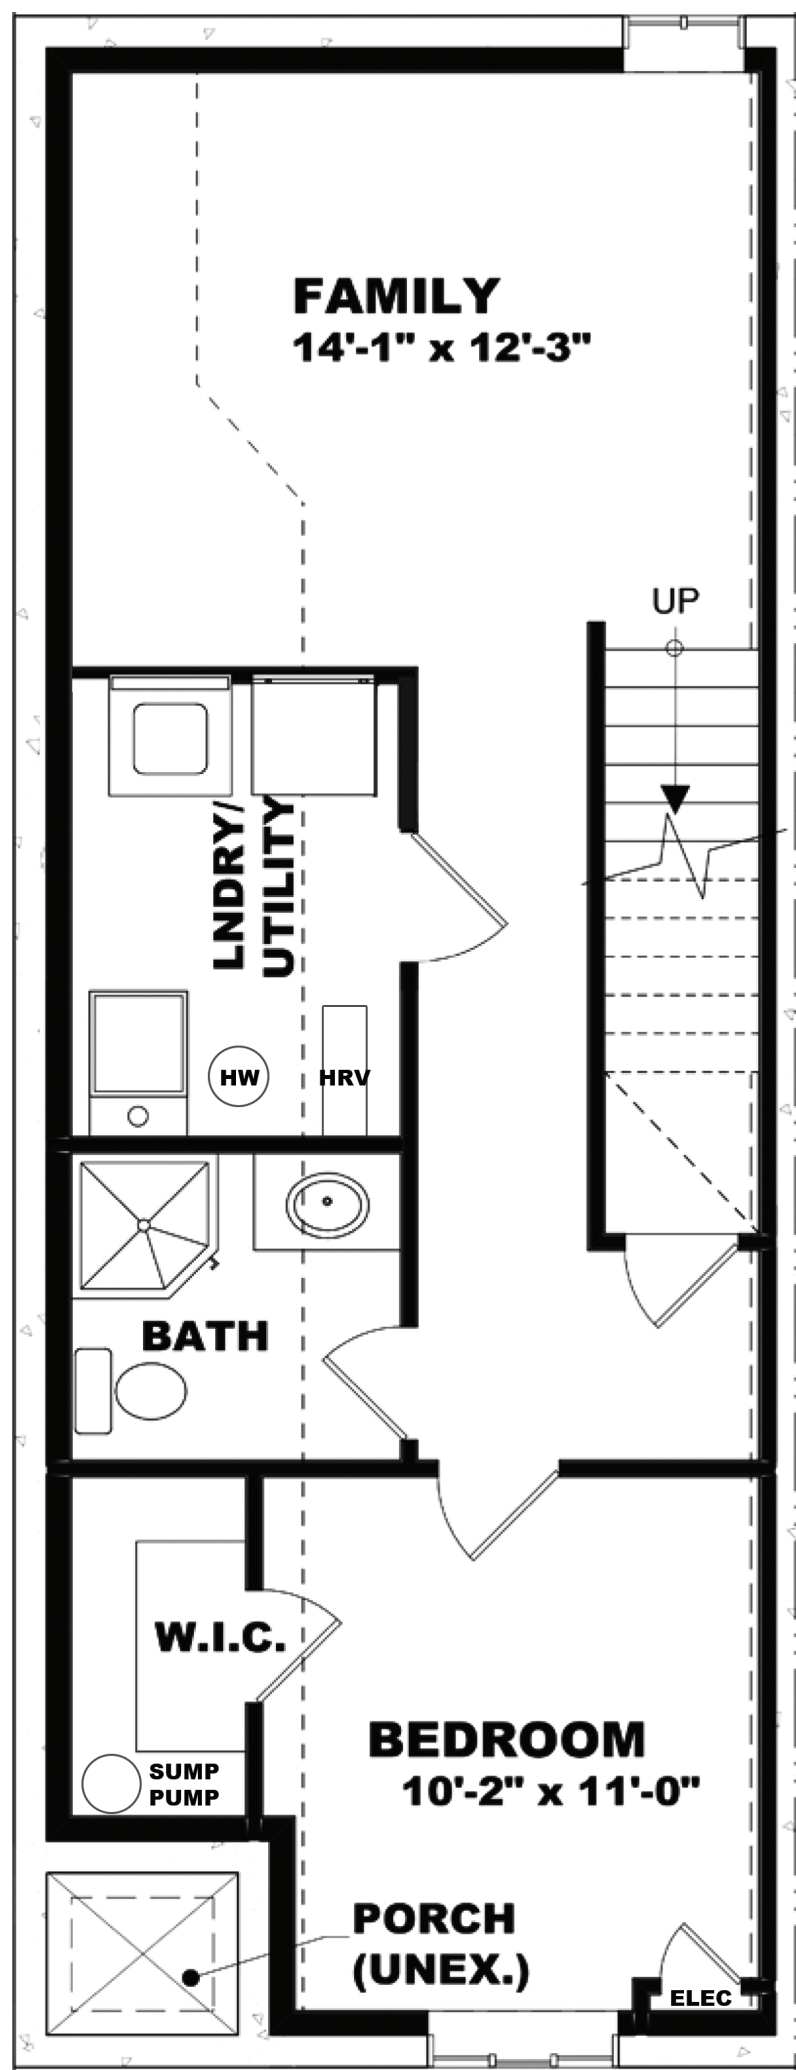 FAMILY
14'-1" x 12'-3"
UP
LNDRY/
UTILITY
HW
HRV
BATH
W.I.C.
SUMP
PUMP
BEDROOM
10'-2" x 11'-0"
PORCH
(UNEX.)
ELEC